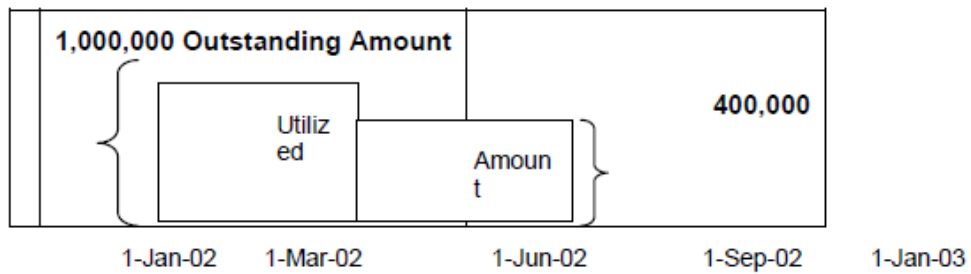 1,000,000 Outstanding Amount
400,000
Utiliz
ed
Amoun
t
1-Jan-02 1-Mar-02 1-Jun-02 1-Sep-02 1-Jan-03